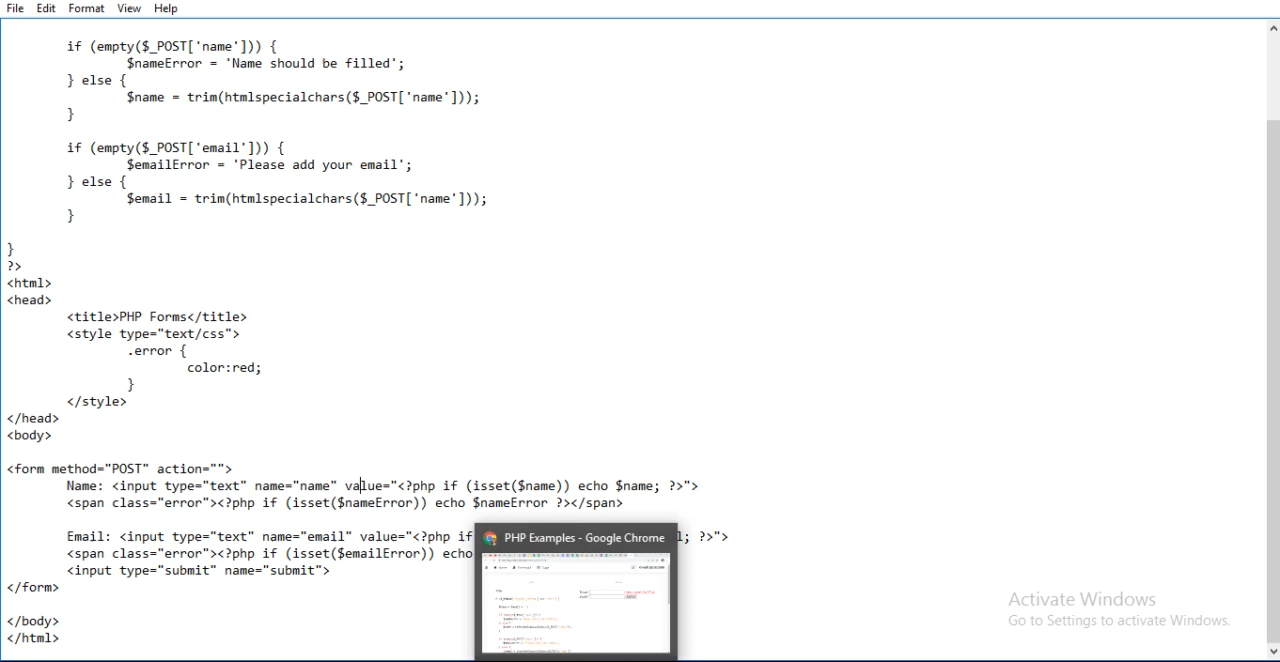 File Edit Format View Help
if (empty($_POST['name'])) {
$nameError = 'Name should be filled';
} else {
$name = trim(htmlspecialchars($_POST['name']));
}
if (empty($_POST['email'])) {
$emailError = 'Please add your email';
} else {
$email = trim(htmlspecialchars($_POST['name']));
}
}
?>
<html>
<head>
<title>PHP Forms</title>
<style type="text/css">
.error {
color:red;
}
</style>
</head>
<body>
<form method="POST" action="">
Name: <input type="text" name="name" value="<?php if (isset($name)) echo $name; ?>">
<span class="error"><?php if (isset($nameError)) echo $nameError ?></span>
Email: <input type="text" name="email" value="<?php if l; ?>">
<span class="error"><?php if (isset($emailError)) echo
<input type="submit" name="submit">
</form>
</body>
</html>
PHP Examples - Google Chrome
Activate Windows
Go to Settings to activate Windows.